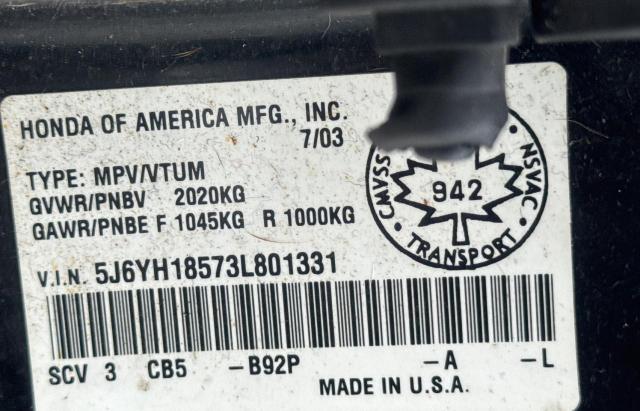 HONDA OF AMERICA MFG., INC.
7/03
TYPE: MPV/VTUM
GVWR/PNBV 2020KG
GAWR/PNBE F 1045KG R 1000KG
CMVSS NSVAC
942
TRANSPORT
V.I.N. 5J6YH18573L801331
SCV 3 CB5 -B92P -A -L
MADE IN U.S.A.